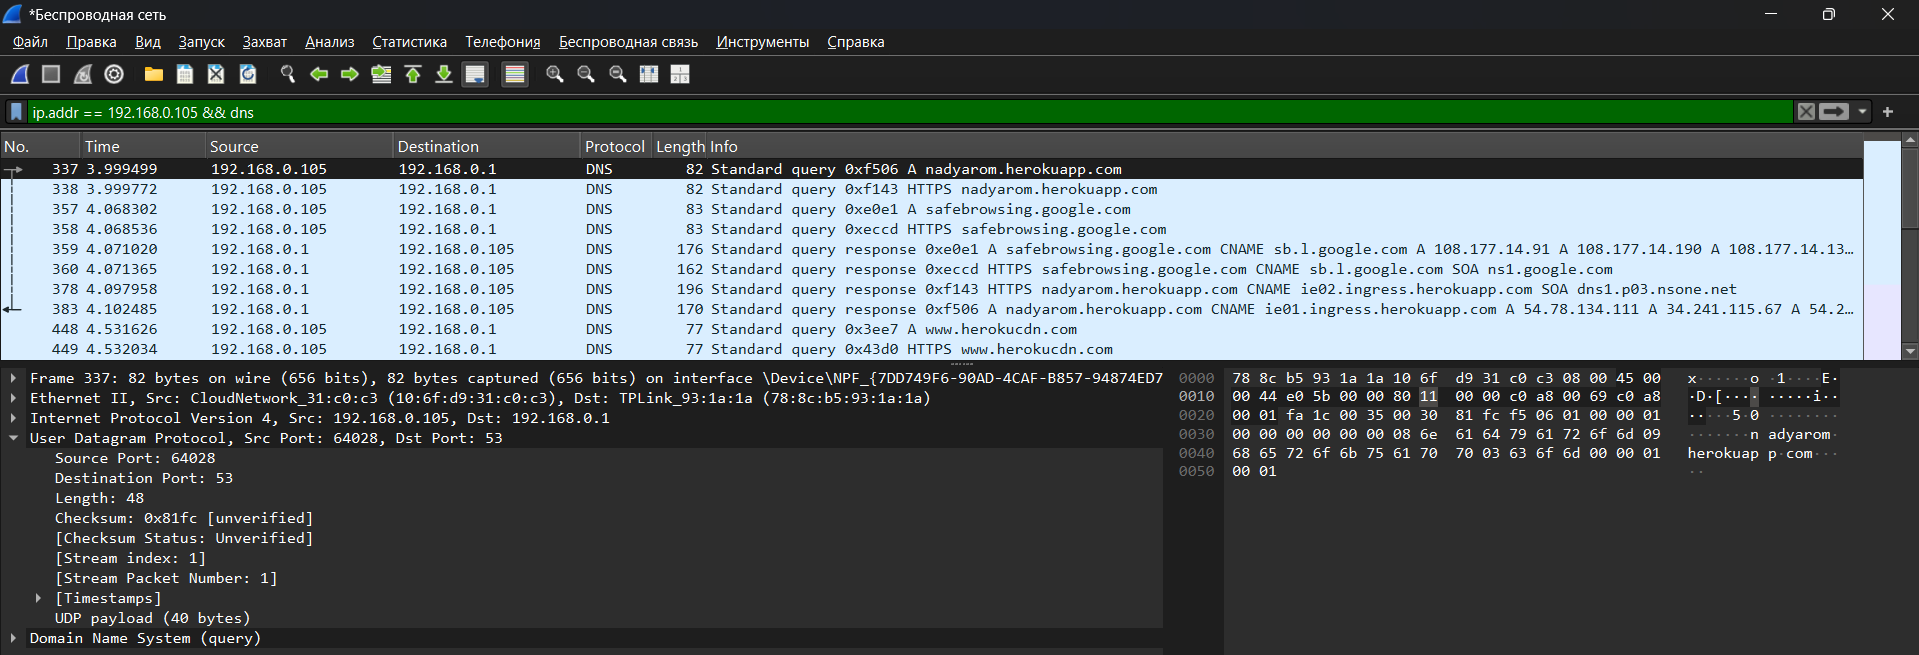 *Беспроводная сеть
Файл Правка Вид Запуск Захват Анализ Статистика Телефония Беспроводная связь Инструменты Справка
ip.addr == 192.168.0.105 && dns
No. Time Source Destination Protocol Length Info
337 3.999499 192.168.0.105 192.168.0.1 DNS 82 Standard query 0xf506 A nadyarom.herokuapp.com
338 3.999772 192.168.0.105 192.168.0.1 DNS 82 Standard query 0xf143 HTTPS nadyarom.herokuapp.com
357 4.068302 192.168.0.105 192.168.0.1 DNS 83 Standard query 0xe0e1 A safebrowsing.google.com
358 4.068536 192.168.0.105 192.168.0.1 DNS 83 Standard query 0xeccd HTTPS safebrowsing.google.com
359 4.071020 192.168.0.1 192.168.0.105 DNS 176 Standard query response 0xe0e1 A safebrowsing.google.com CNAME sb.l.google.com A 108.177.14.91 A 108.177.14.190 A 108.177.14.13…
360 4.071365 192.168.0.1 192.168.0.105 DNS 162 Standard query response 0xeccd HTTPS safebrowsing.google.com CNAME sb.l.google.com SOA ns1.google.com
378 4.097958 192.168.0.1 192.168.0.105 DNS 196 Standard query response 0xf143 HTTPS nadyarom.herokuapp.com CNAME ie02.ingress.herokuapp.com SOA dns1.p03.nsone.net
383 4.102485 192.168.0.1 192.168.0.105 DNS 170 Standard query response 0xf506 A nadyarom.herokuapp.com CNAME ie01.ingress.herokuapp.com A 54.78.134.111 A 34.241.115.67 A 54.2…
448 4.531626 192.168.0.105 192.168.0.1 DNS 77 Standard query 0x3ee7 A www.herokucdn.com
449 4.532034 192.168.0.105 192.168.0.1 DNS 77 Standard query 0x43d0 HTTPS www.herokucdn.com
Frame 337: 82 bytes on wire (656 bits), 82 bytes captured (656 bits) on interface \Device\NPF_{7DD749F6-90AD-4CAF-B857-94874ED7
Ethernet II, Src: CloudNetwork_31:c0:c3 (10:6f:d9:31:c0:c3), Dst: TPLink_93:1a:1a (78:8c:b5:93:1a:1a)
Internet Protocol Version 4, Src: 192.168.0.105, Dst: 192.168.0.1
User Datagram Protocol, Src Port: 64028, Dst Port: 53
Source Port: 64028
Destination Port: 53
Length: 48
Checksum: 0x81fc [unverified]
[Checksum Status: Unverified]
[Stream index: 1]
[Stream Packet Number: 1]
[Timestamps]
UDP payload (40 bytes)
Domain Name System (query)
0000 78 8c b5 93 1a 1a 10 6f d9 31 c0 c3 08 00 45 00 x······o ·1····E·
0010 00 44 e0 5b 00 00 80 11 00 00 c0 a8 00 69 c0 a8 ·D·[···· ·····i··
0020 00 01 fa 1c 00 35 00 30 81 fc f5 06 01 00 00 01 ·····5·0 ········
0030 00 00 00 00 00 00 08 6e 61 64 79 61 72 6f 6d 09 ·······n adyarom·
0040 68 65 72 6f 6b 75 61 70 70 03 63 6f 6d 00 00 01 herokuap p·com···
0050 00 01 ··